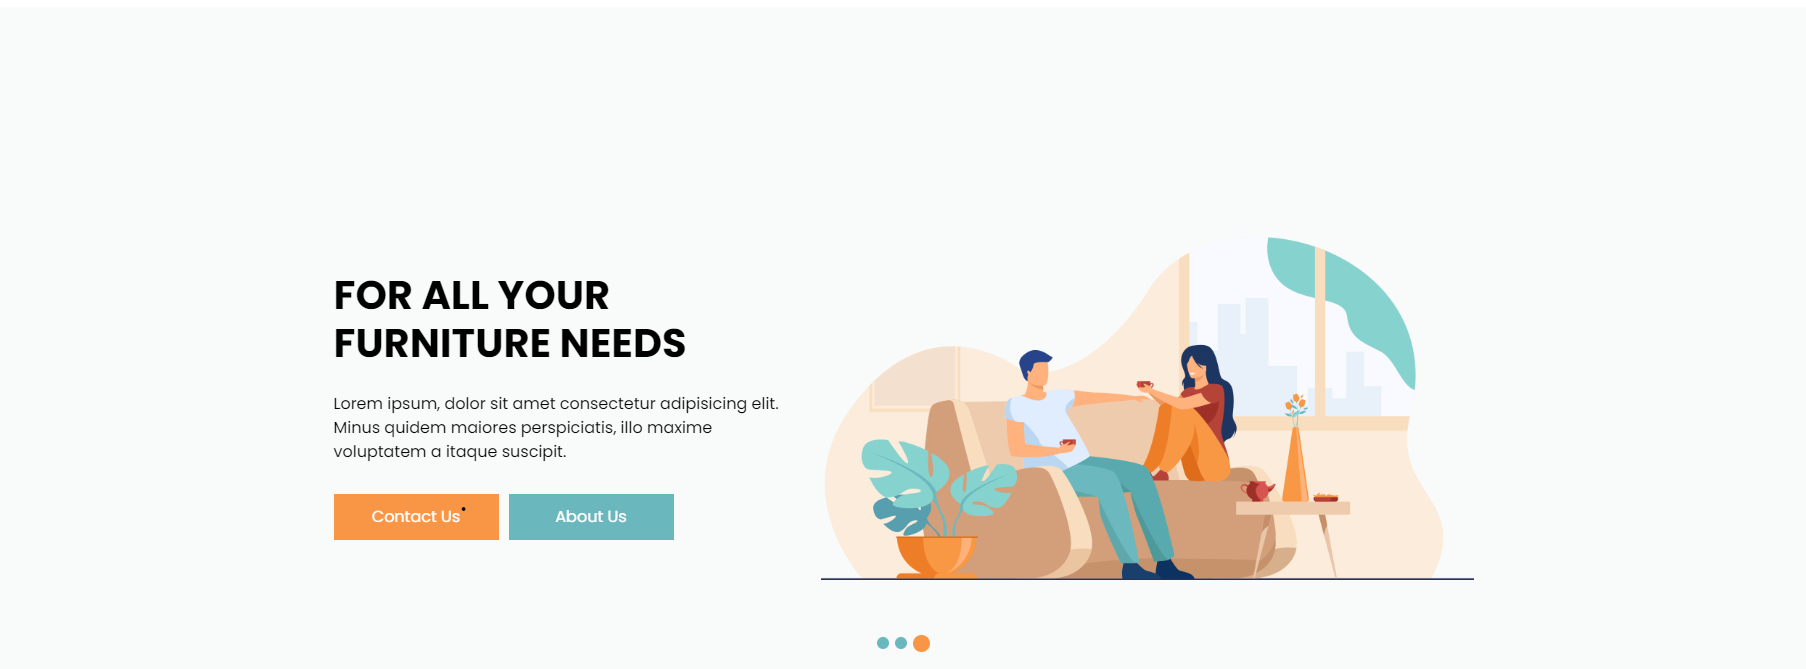 FOR ALL YOUR
FURNITURE NEEDS
Lorem ipsum, dolor sit amet consectetur adipisicing elit.
Minus quidem maiores perspiciatis, illo maxime
voluptatem a itaque suscipit.
Contact Us
About Us